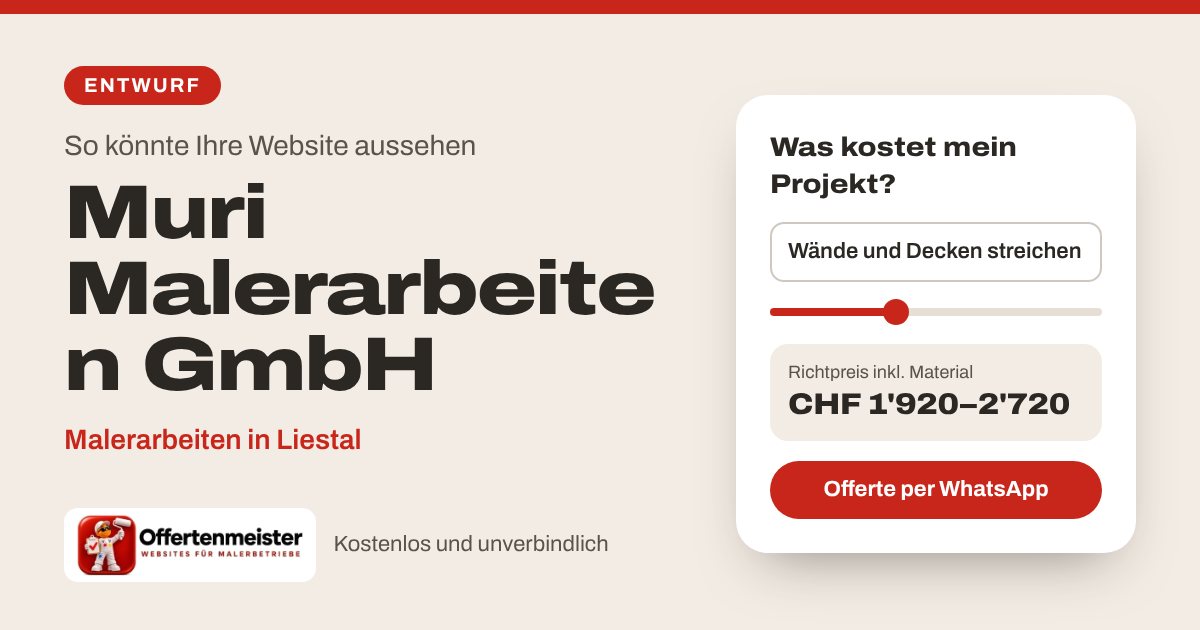 ENTWURF
So könnte Ihre Website aussehen
Muri
Malerarbeite
n GmbH
Malerarbeiten in Liestal
Offertenmeister
WEBSITES FÜR MALERBETRIEBE
Kostenlos und unverbindlich
Was kostet mein
Projekt?
Wände und Decken streichen
Richtpreis inkl. Material
CHF 1'920–2'720
Offerte per WhatsApp